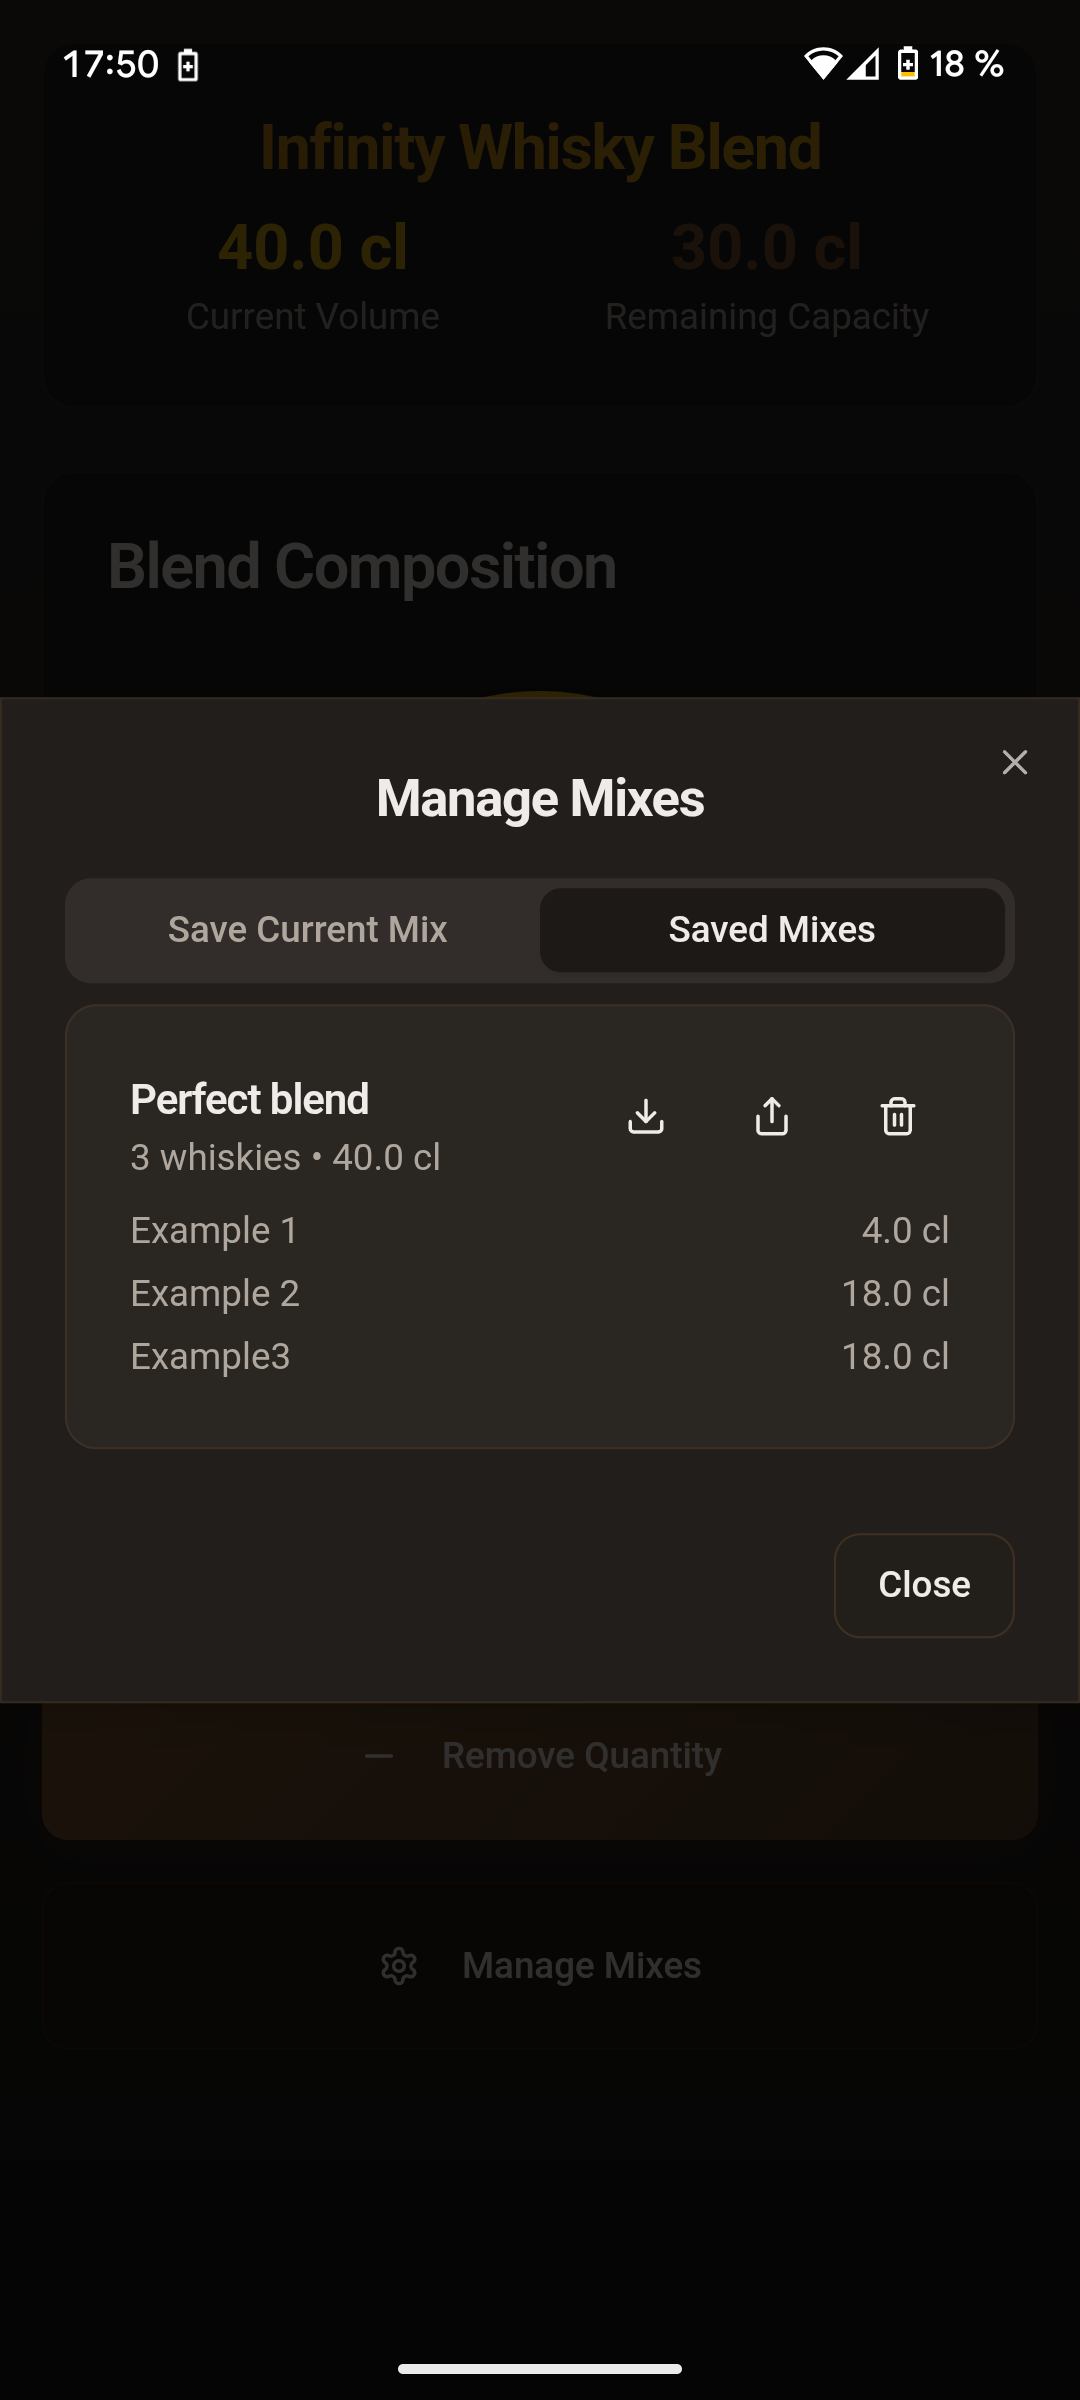 17:50
18 %
Infinity Whisky Blend
40.0 cl
30.0 cl
Current Volume
Remaining Capacity
Blend Composition
Manage Mixes
Save Current Mix
Saved Mixes
Perfect blend
3 whiskies • 40.0 cl
Example 1
4.0 cl
Example 2
18.0 cl
Example3
18.0 cl
Close
Remove Quantity
Manage Mixes